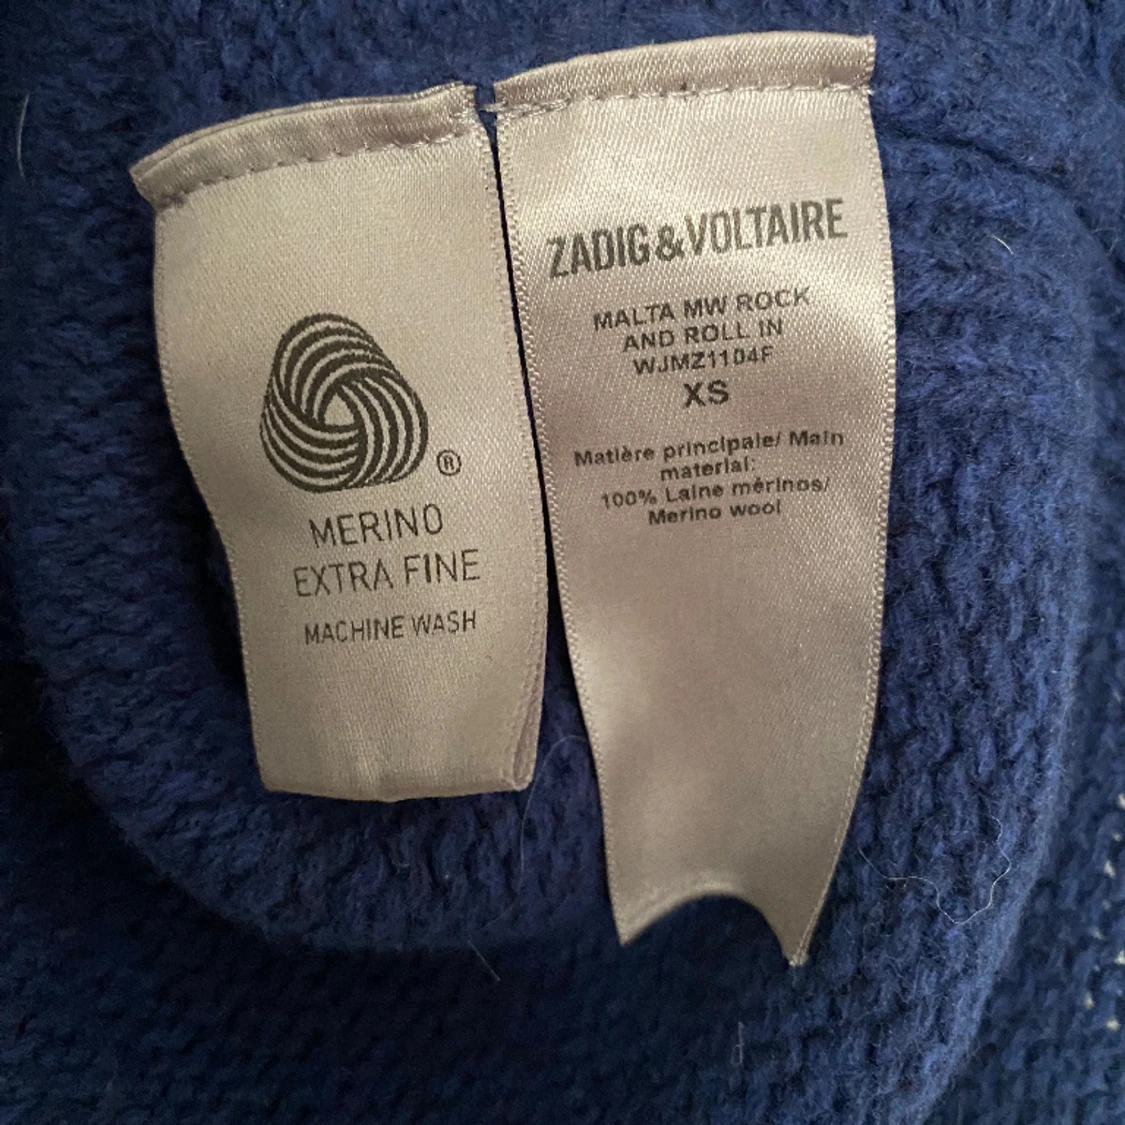 ®
MERINO
EXTRA FINE
MACHINE WASH
ZADIG&VOLTAIRE
MALTA MW ROCK
AND ROLL IN
WJMZ1104F
XS
Matière principale/ Main
material:
100% Laine mérinos/
Merino wool